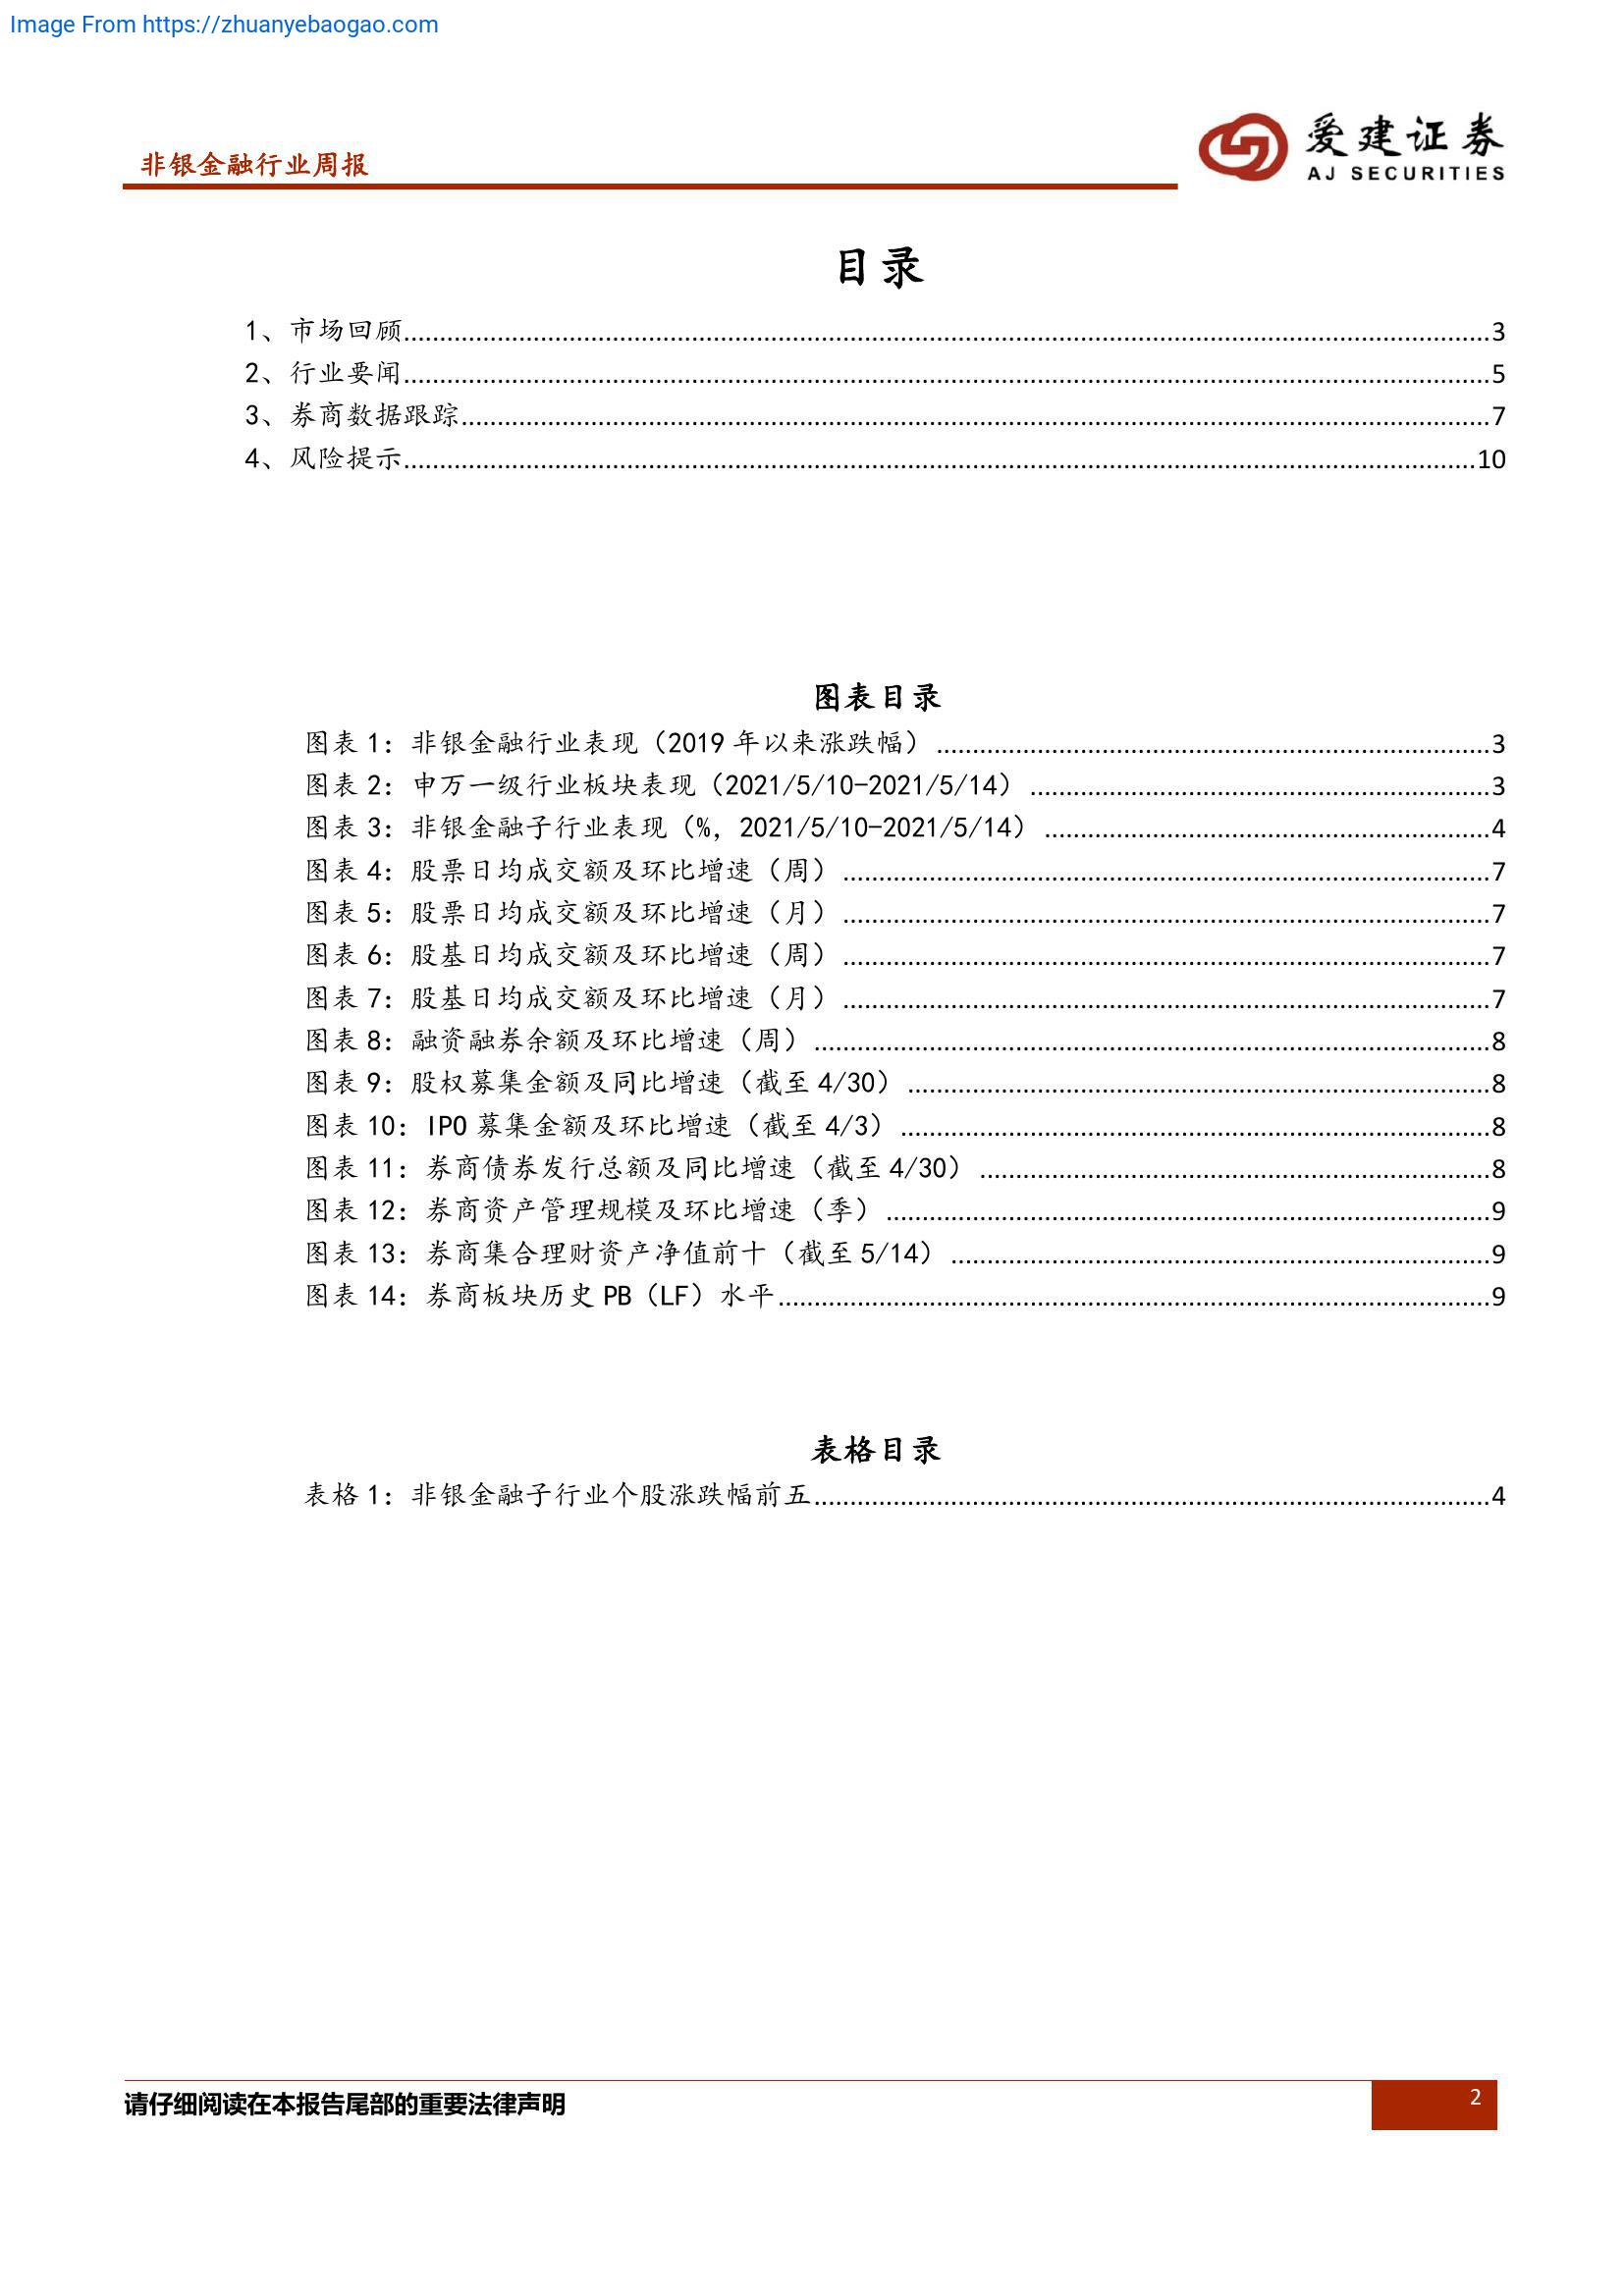 Image From https://zhuanyebaogao.com
非银金融行业周报
爱建证券
AJ SECURITIES
目录
1、市场回顾........................................3
2、行业要闻........................................5
3、券商数据跟踪........................................7
4、风险提示........................................10
图表目录
图表 1：非银金融行业表现（2019 年以来涨跌幅）........................................3
图表 2：申万一级行业板块表现（2021/5/10-2021/5/14）........................................3
图表 3：非银金融子行业表现（%，2021/5/10-2021/5/14）........................................4
图表 4：股票日均成交额及环比增速（周）........................................7
图表 5：股票日均成交额及环比增速（月）........................................7
图表 6：股基日均成交额及环比增速（周）........................................7
图表 7：股基日均成交额及环比增速（月）........................................7
图表 8：融资融券余额及环比增速（周）........................................8
图表 9：股权募集金额及同比增速（截至 4/30）........................................8
图表 10：IPO 募集金额及环比增速（截至 4/3）........................................8
图表 11：券商债券发行总额及同比增速（截至 4/30）........................................8
图表 12：券商资产管理规模及环比增速（季）........................................9
图表 13：券商集合理财资产净值前十（截至 5/14）........................................9
图表 14：券商板块历史 PB（LF）水平........................................9
表格目录
表格 1：非银金融子行业个股涨跌幅前五........................................4
请仔细阅读在本报告尾部的重要法律声明
2